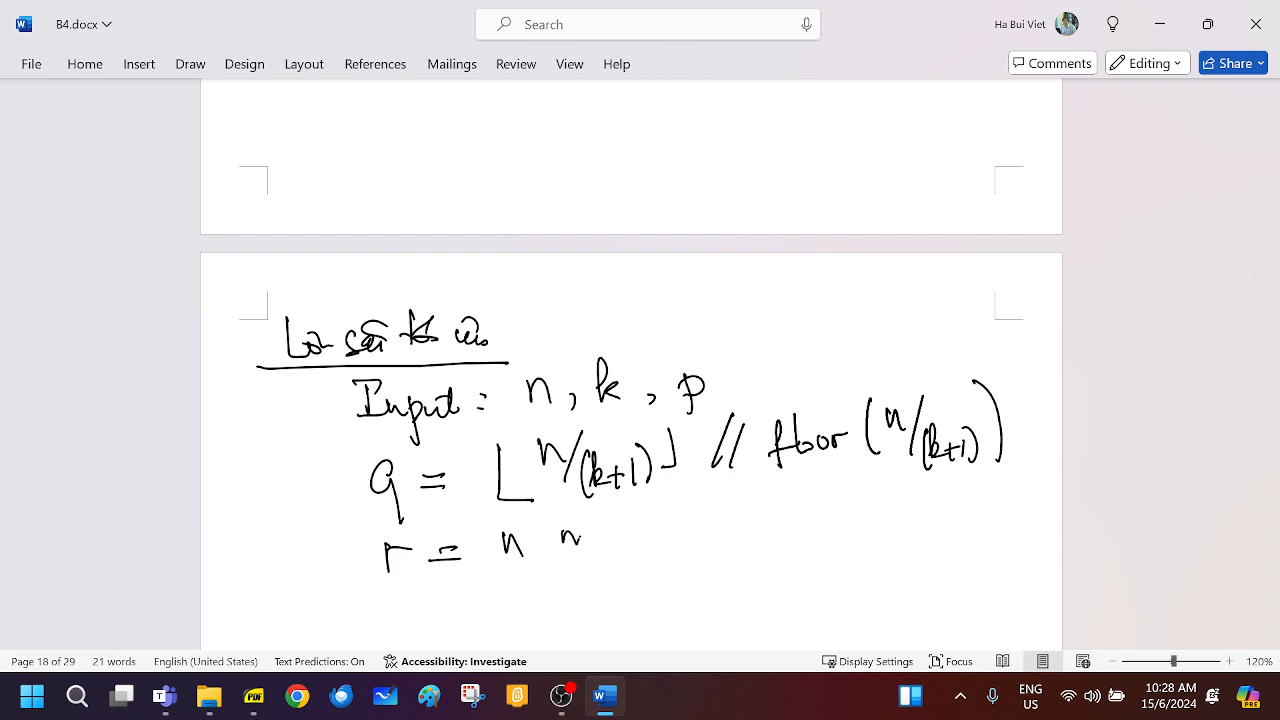 B4.docx
Search
Ha Bui Viet
File Home Insert Draw Design Layout References Mailings Review View Help
Comments Editing Share
Input: n, k, p
q = ⌊n/(k+1)⌋ // floor (n/(k+1))
r = n
Page 18 of 29 21 words English (United States) Text Predictions: On Accessibility: Investigate Display Settings Focus 120%
ENG
US
10:28 AM
15/6/2024